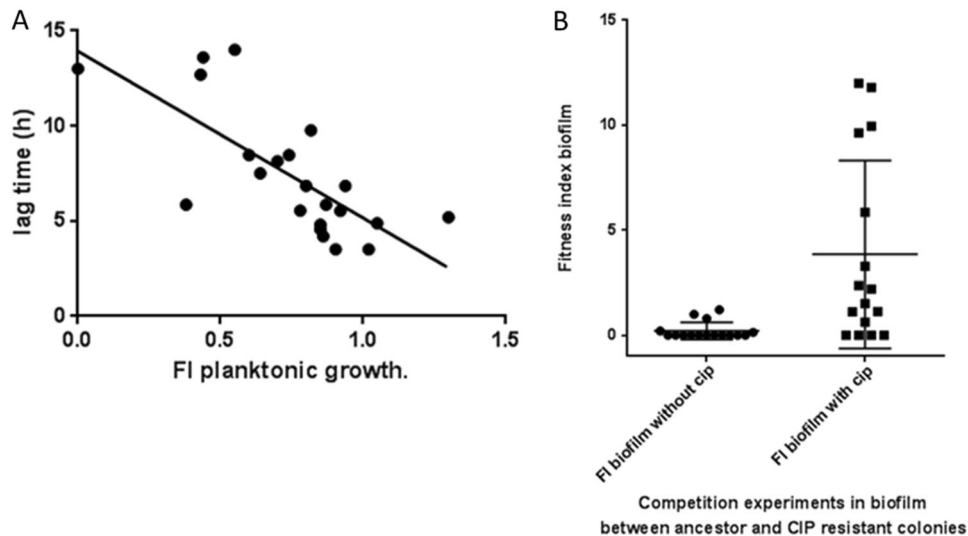 A
15
10
5
0
lag time (h)
0.0
0.5
1.0
1.5
FI planktonic growth.
B
15
10
5
0
Fitness index biofilm
FI biofilm without cip
FI biofilm with cip
Competition experiments in biofilm
between ancestor and CIP resistant colonies